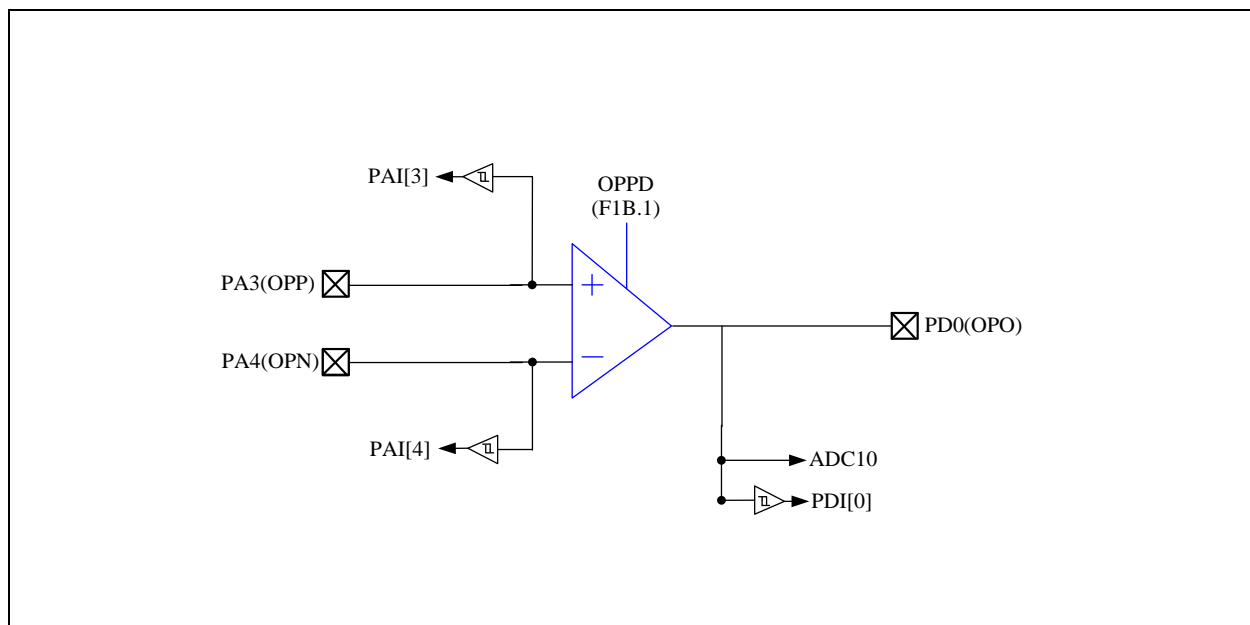 PAI[3]
OPPD
(F1B.1)
PA3(OPP)
+
PD0(OPO)
PA4(OPN)
−
PAI[4]
ADC10
PDI[0]